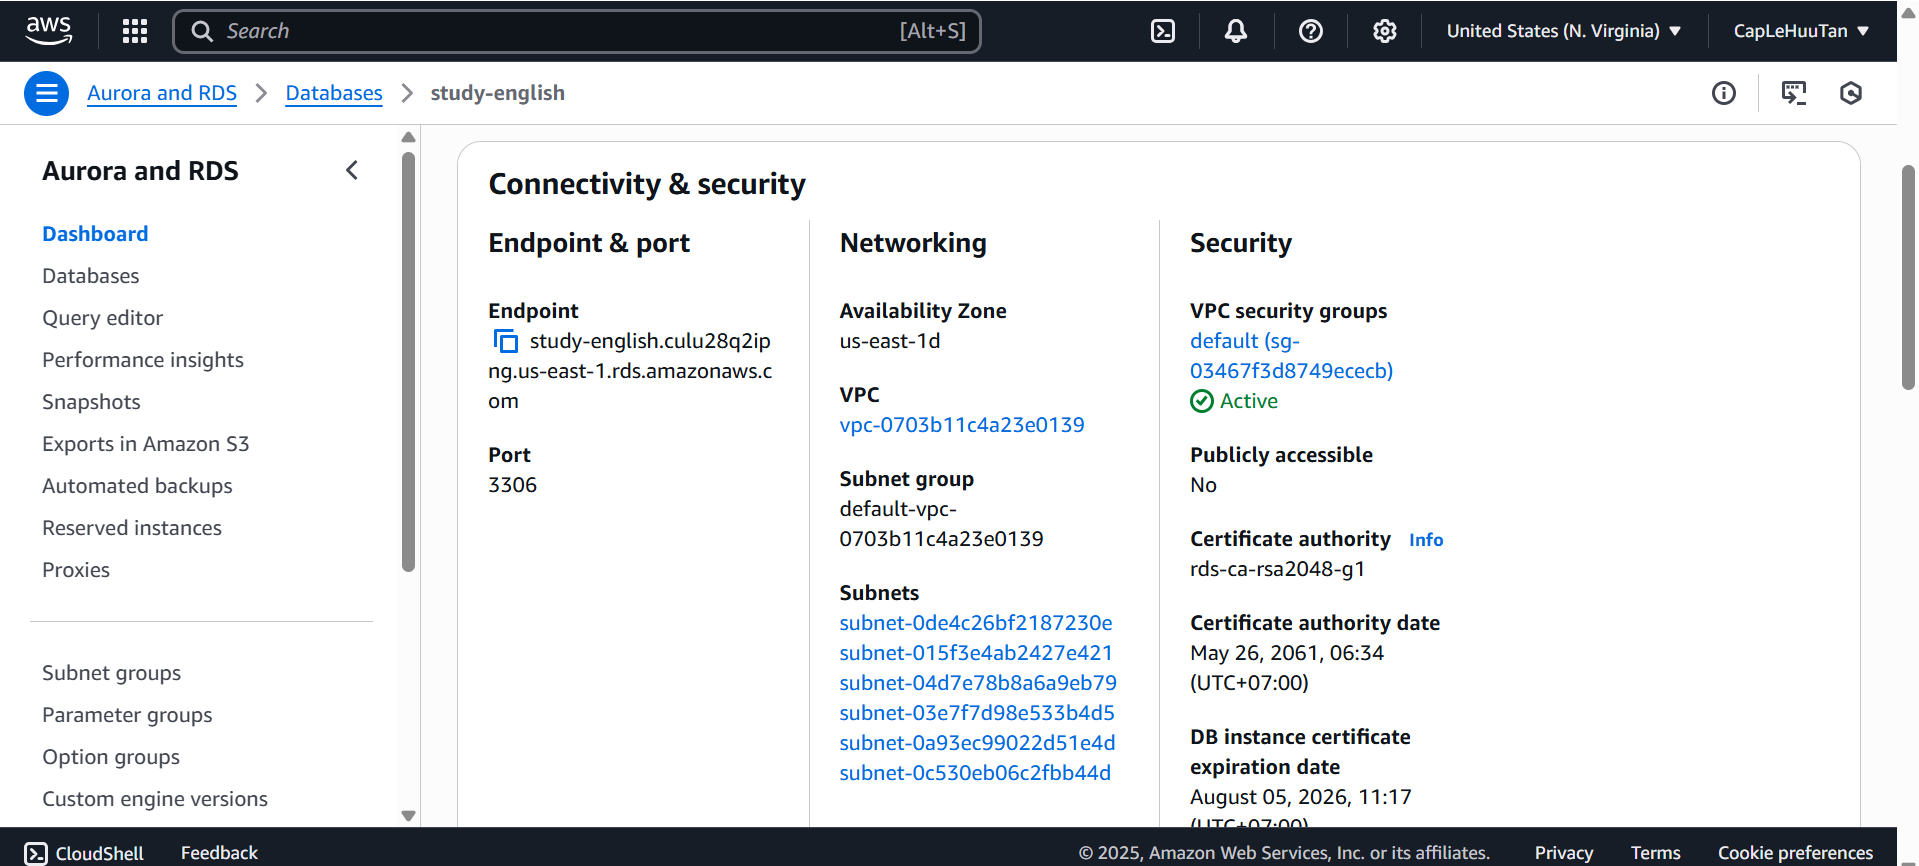 aws
Search
[Alt+S]
United States (N. Virginia)
CapLeHuuTan
Aurora and RDS
Databases
study-english
Aurora and RDS
Dashboard
Databases
Query editor
Performance insights
Snapshots
Exports in Amazon S3
Automated backups
Reserved instances
Proxies
Subnet groups
Parameter groups
Option groups
Custom engine versions
Connectivity & security
Endpoint & port
Endpoint
study-english.culu28q2ip
ng.us-east-1.rds.amazonaws.c
om
Port
3306
Networking
Availability Zone
us-east-1d
VPC
vpc-0703b11c4a23e0139
Subnet group
default-vpc-
0703b11c4a23e0139
Subnets
subnet-0de4c26bf2187230e
subnet-015f3e4ab2427e421
subnet-04d7e78b8a6a9eb79
subnet-03e7f7d98e533b4d5
subnet-0a93ec99022d51e4d
subnet-0c530eb06c2fbb44d
Security
VPC security groups
default (sg-
03467f3d8749ececb)
Active
Publicly accessible
No
Certificate authority Info
rds-ca-rsa2048-g1
Certificate authority date
May 26, 2061, 06:34
(UTC+07:00)
DB instance certificate
expiration date
August 05, 2026, 11:17
(UTC+07:00)
CloudShell
Feedback
© 2025, Amazon Web Services, Inc. or its affiliates.
Privacy
Terms
Cookie preferences